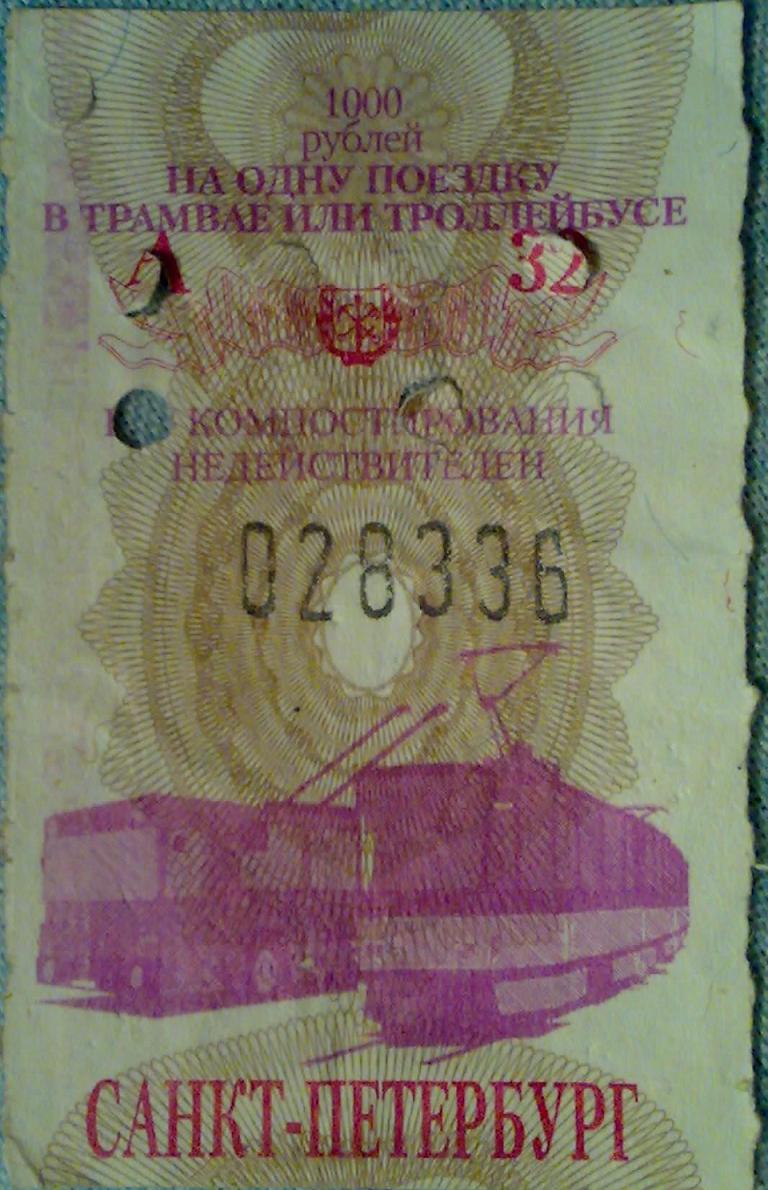 1000
рублей
НА ОДНУ ПОЕЗДКУ
В ТРАМВАЕ ИЛИ ТРОЛЛЕЙБУСЕ
А 32
КОМПОСТИРОВАНИЯ
НЕДЕЙСТВИТЕЛЕН
028336
САНКТ-ПЕТЕРБУРГ